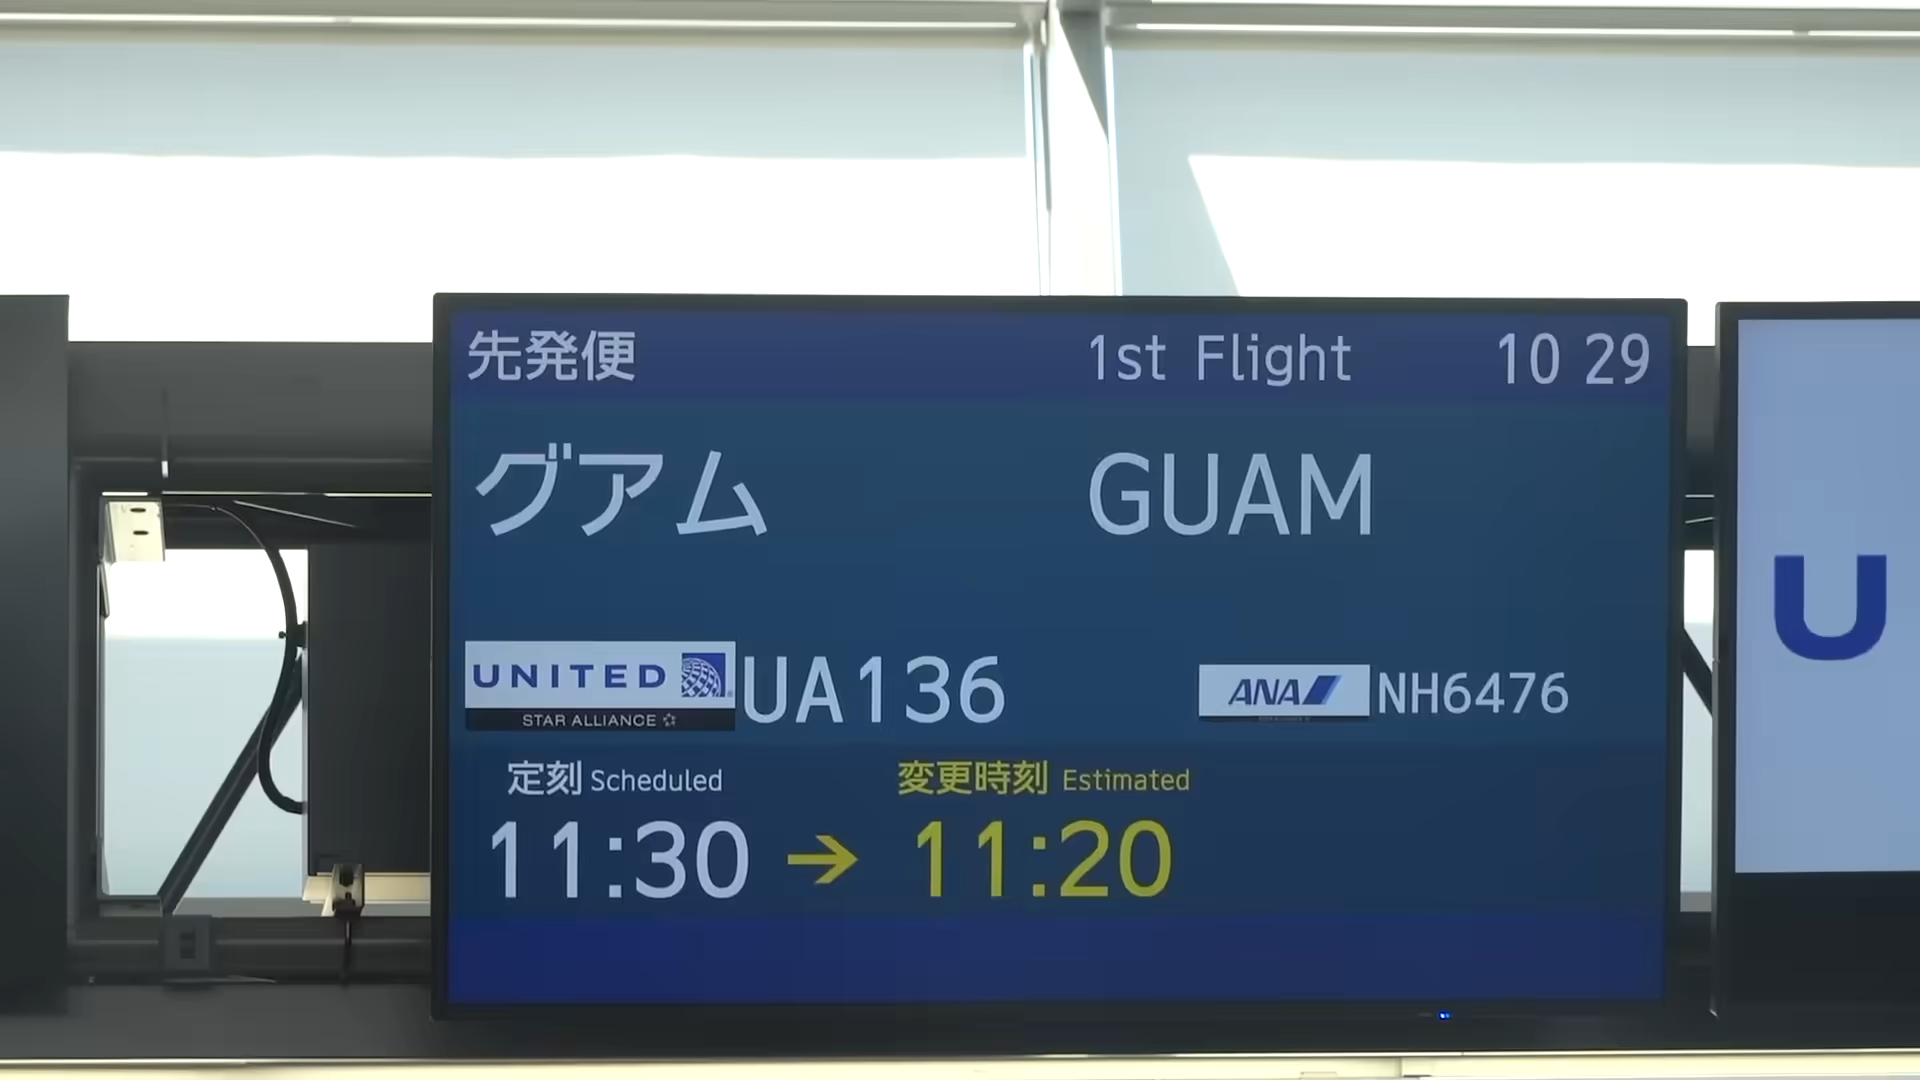 先発便 1st Flight 10 29
グアム GUAM
UNITED
STAR ALLIANCE
UA136 ANA NH6476
定刻 Scheduled 変更時刻 Estimated
11:30 → 11:20
U